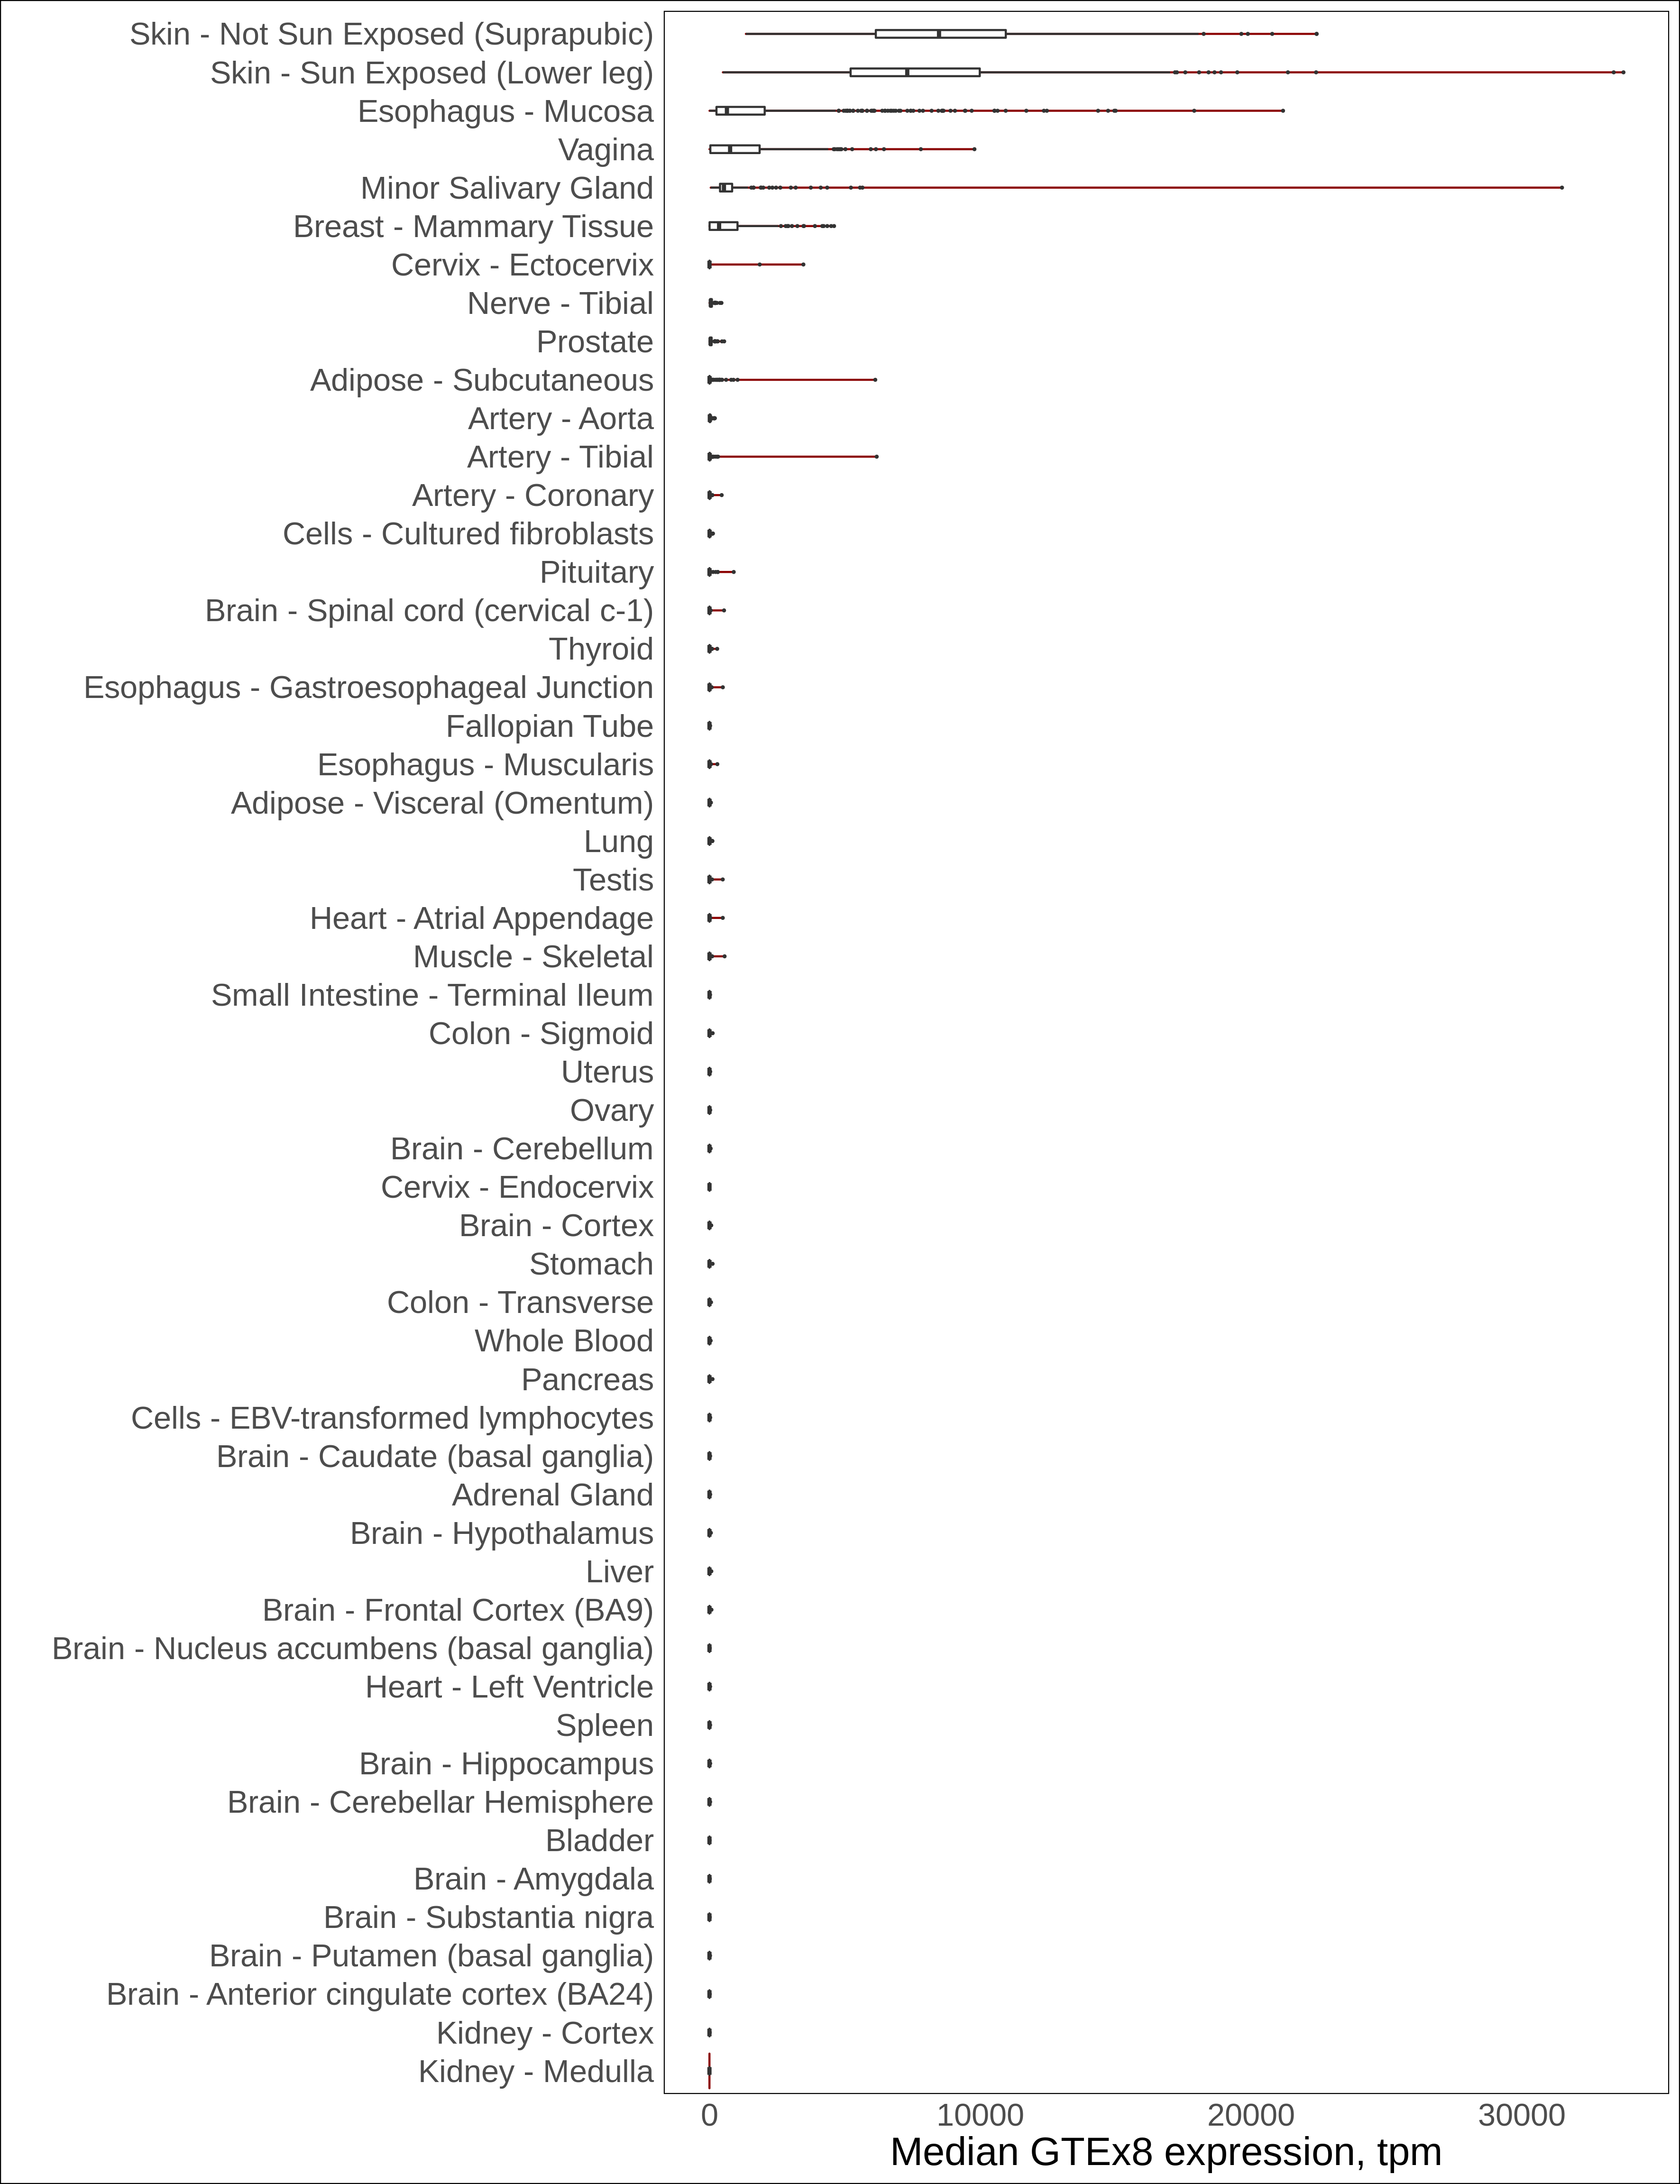 Skin - Not Sun Exposed (Suprapubic)
Skin - Sun Exposed (Lower leg)
Esophagus - Mucosa
Vagina
Minor Salivary Gland
Breast - Mammary Tissue
Cervix - Ectocervix
Nerve - Tibial
Prostate
Adipose - Subcutaneous
Artery - Aorta
Artery - Tibial
Artery - Coronary
Cells - Cultured fibroblasts
Pituitary
Brain - Spinal cord (cervical c-1)
Thyroid
Esophagus - Gastroesophageal Junction
Fallopian Tube
Esophagus - Muscularis
Adipose - Visceral (Omentum)
Lung
Testis
Heart - Atrial Appendage
Muscle - Skeletal
Small Intestine - Terminal Ileum
Colon - Sigmoid
Uterus
Ovary
Brain - Cerebellum
Cervix - Endocervix
Brain - Cortex
Stomach
Colon - Transverse
Whole Blood
Pancreas
Cells - EBV-transformed lymphocytes
Brain - Caudate (basal ganglia)
Adrenal Gland
Brain - Hypothalamus
Liver
Brain - Frontal Cortex (BA9)
Brain - Nucleus accumbens (basal ganglia)
Heart - Left Ventricle
Spleen
Brain - Hippocampus
Brain - Cerebellar Hemisphere
Bladder
Brain - Amygdala
Brain - Substantia nigra
Brain - Putamen (basal ganglia)
Brain - Anterior cingulate cortex (BA24)
Kidney - Cortex
Kidney - Medulla
0 10000 20000 30000
Median GTEx8 expression, tpm